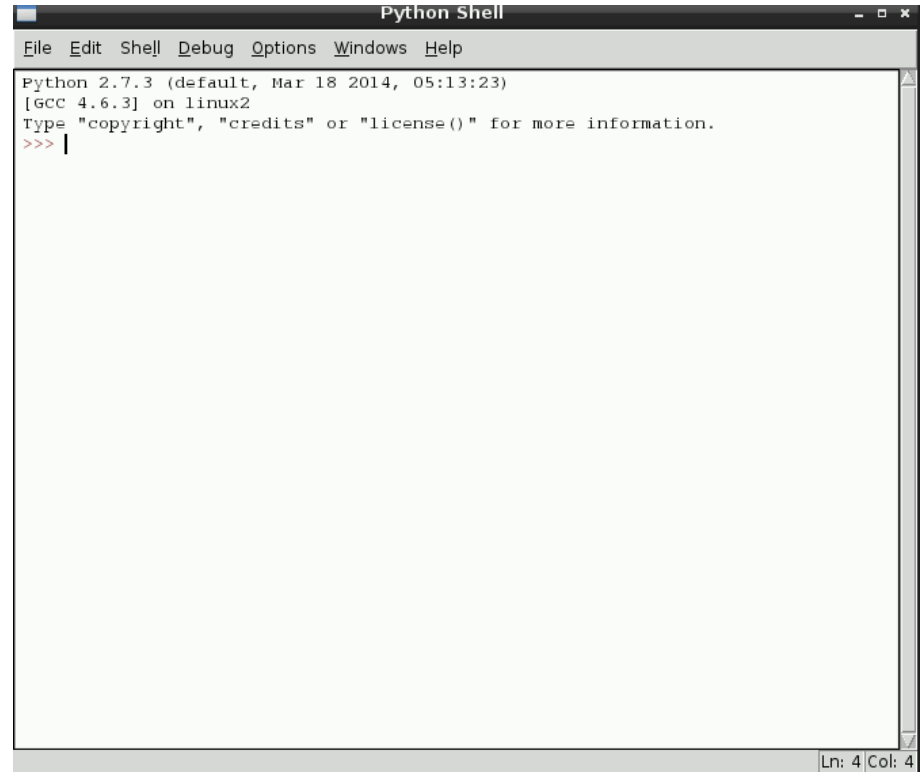 Python Shell
File Edit Shell Debug Options Windows Help
Python 2.7.3 (default, Mar 18 2014, 05:13:23)
[GCC 4.6.3] on linux2
Type "copyright", "credits" or "license()" for more information.
>>>
Ln: 4 Col: 4